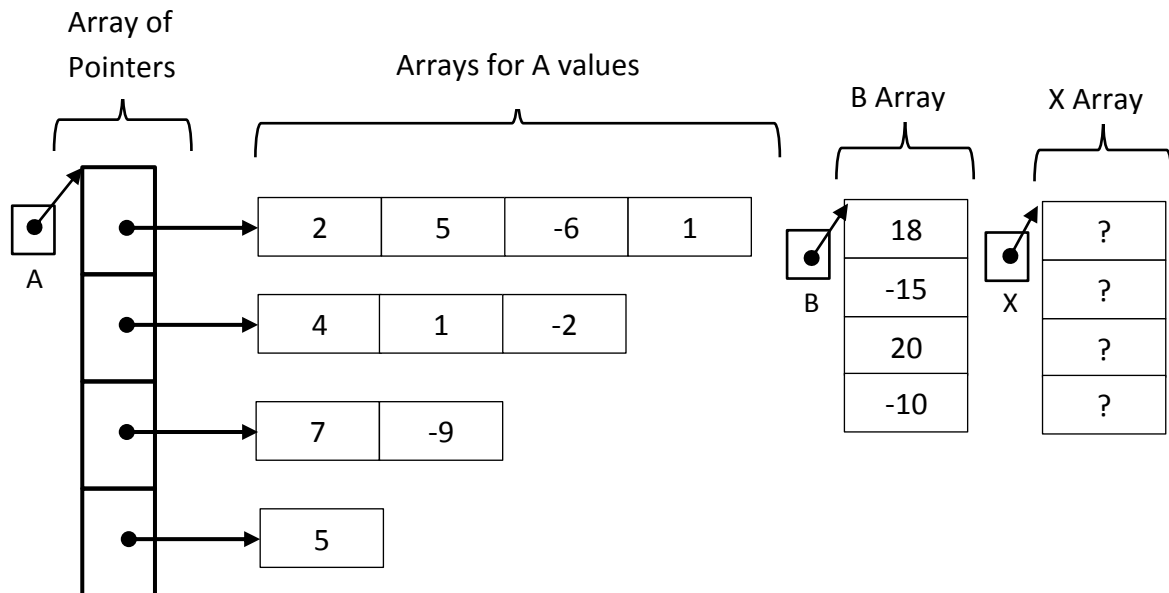 Array of
Pointers
Arrays for A values
B Array
X Array
A
2 5 -6 1
4 1 -2
7 -9
5
B
18
-15
20
-10
X
?
?
?
?